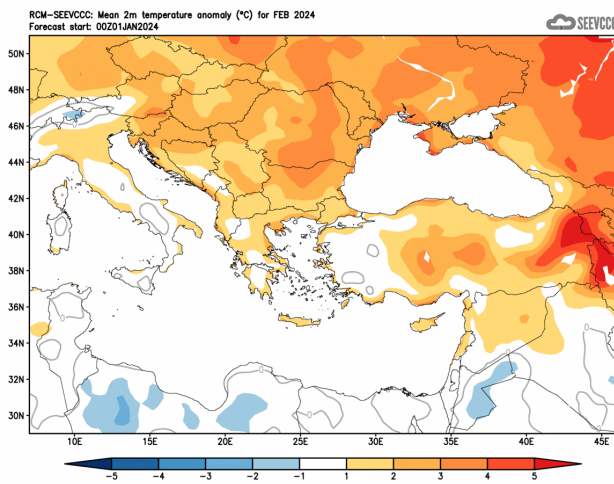 RCM-SEEVCCC: Mean 2m temperature anomaly (°C) for FEB 2024
Forecast start: 00Z01JAN2024
SEEVCCC
50N
48N
46N
44N
42N
40N
38N
36N
34N
32N
30N
10E 15E 20E 25E 30E 35E 40E 45E
-5 -4 -3 -2 -1 1 2 3 4 5